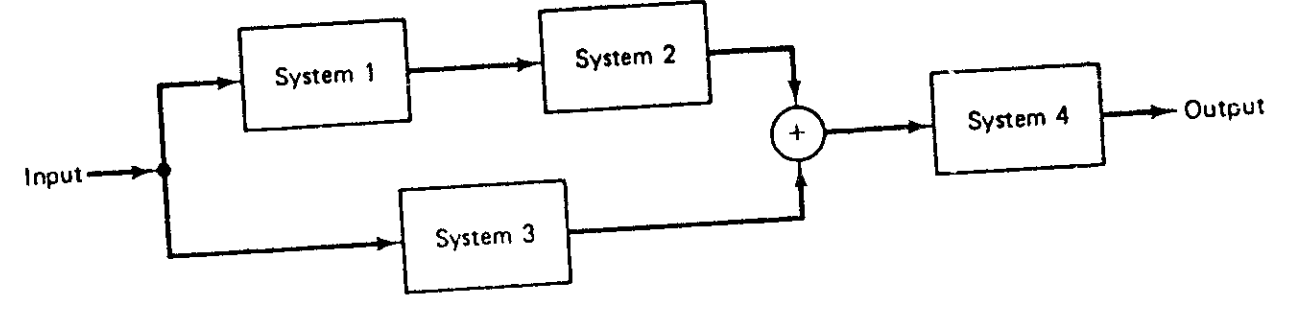 System 1
System 2
+
System 4
Output
Input
System 3